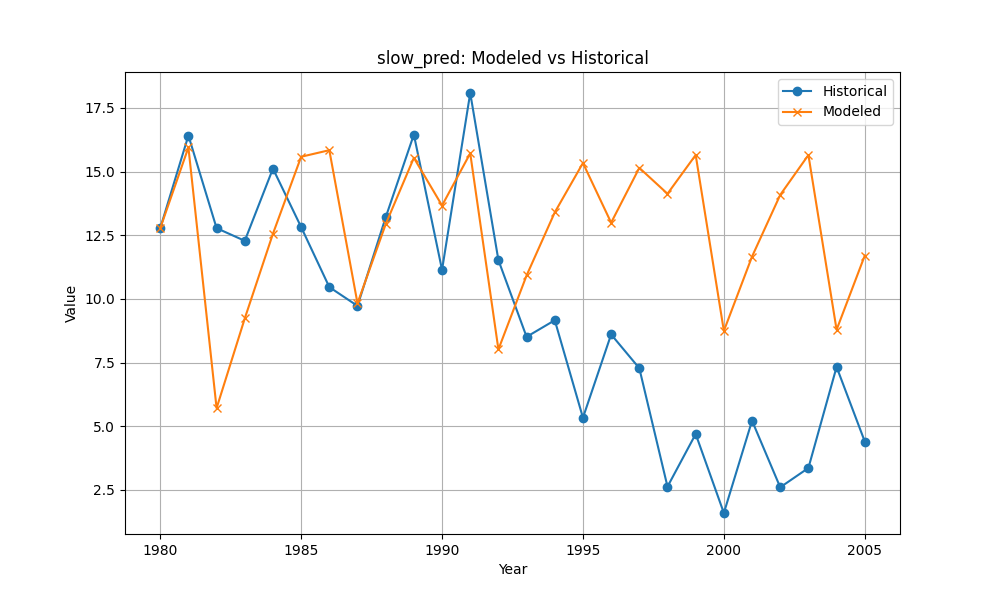 slow_pred: Modeled vs Historical
Historical
Modeled
Value
17.5
15.0
12.5
10.0
7.5
5.0
2.5
1980
1985
1990
1995
2000
2005
Year